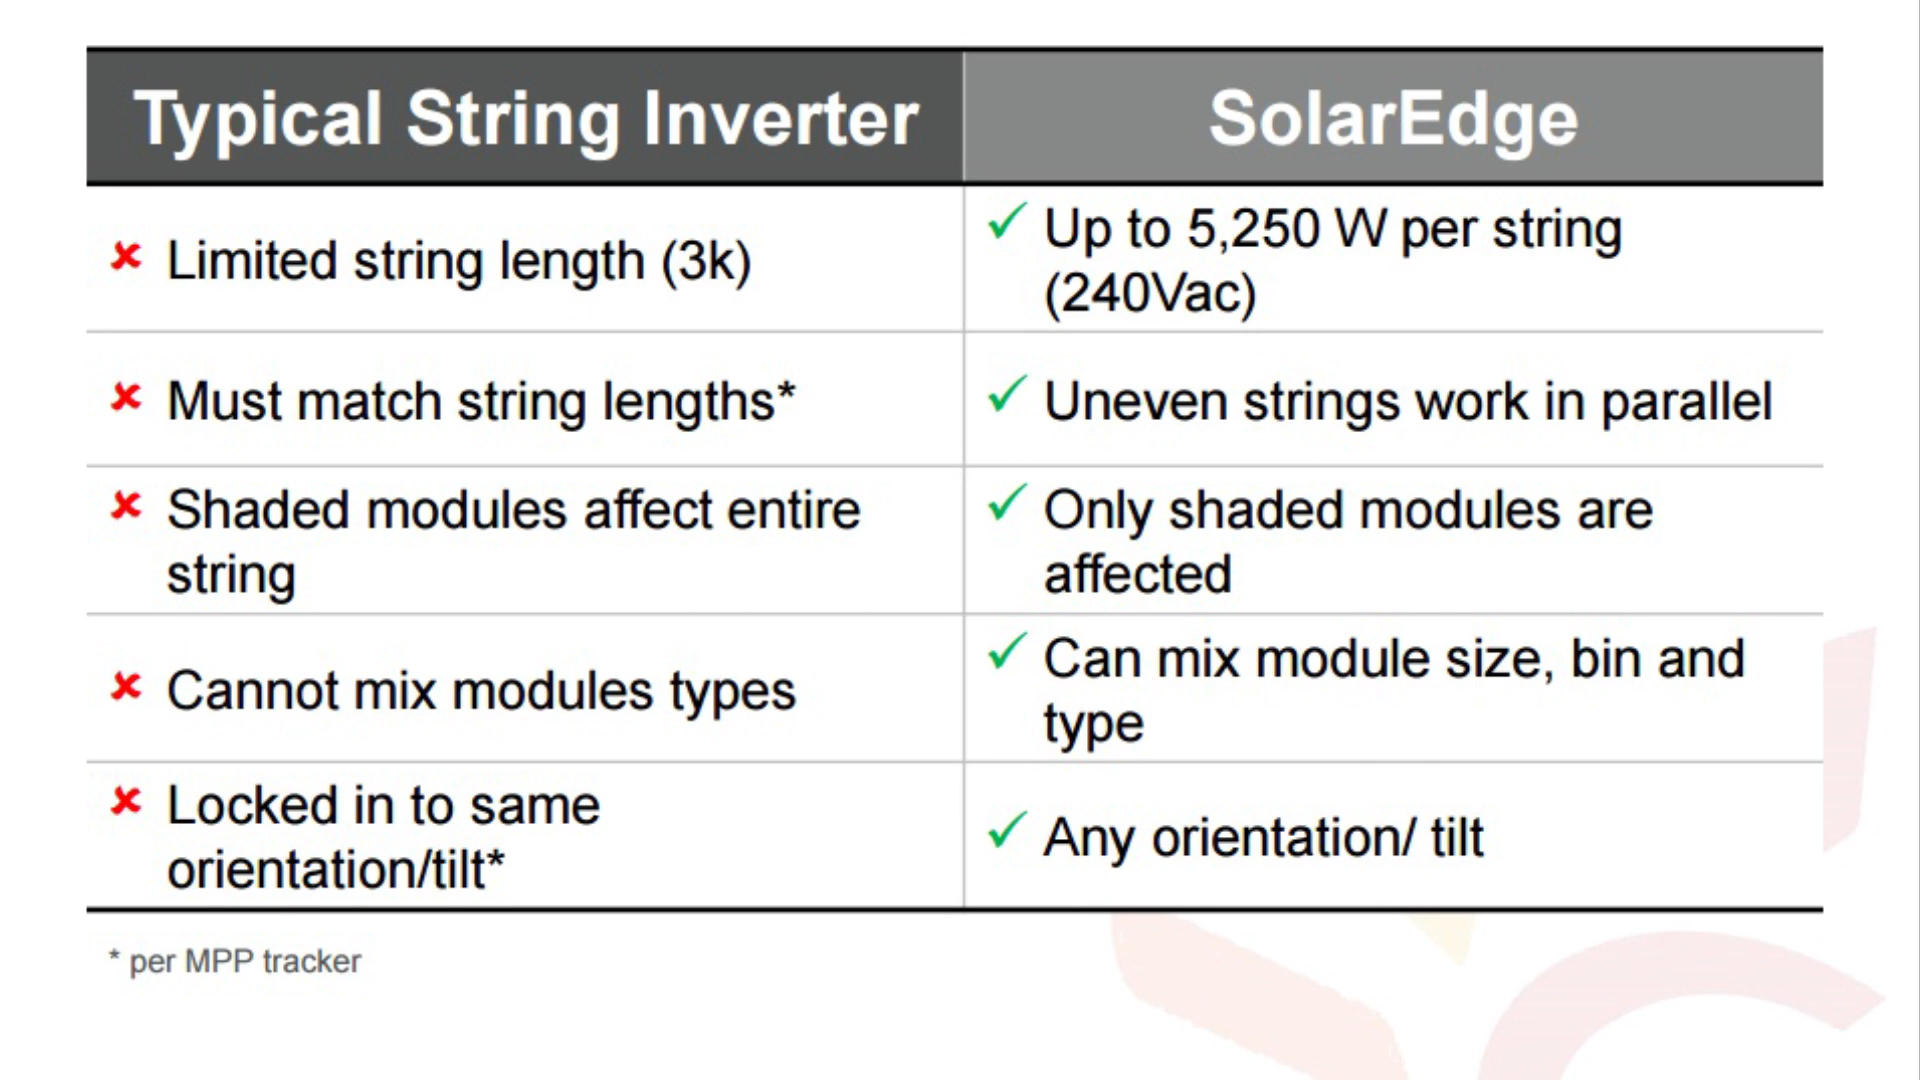 Typical String Inverter
SolarEdge
Limited string length (3k)
Up to 5,250 W per string
(240Vac)
Must match string lengths*
Uneven strings work in parallel
Shaded modules affect entire
string
Only shaded modules are
affected
Cannot mix modules types
Can mix module size, bin and
type
Locked in to same
orientation/tilt*
Any orientation/ tilt
* per MPP tracker